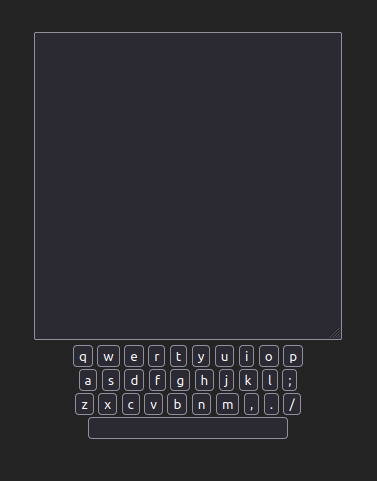 q w e r t y u i o p
a s d f g h j k l ;
z x c v b n m , . /